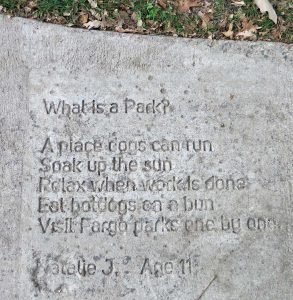 What Is a Park?
A place dogs can run
Soak up the sun
Relax when work is done
Eat hotdogs on a bun
Visit Fargo parks one by one
Natalie J. Age 11